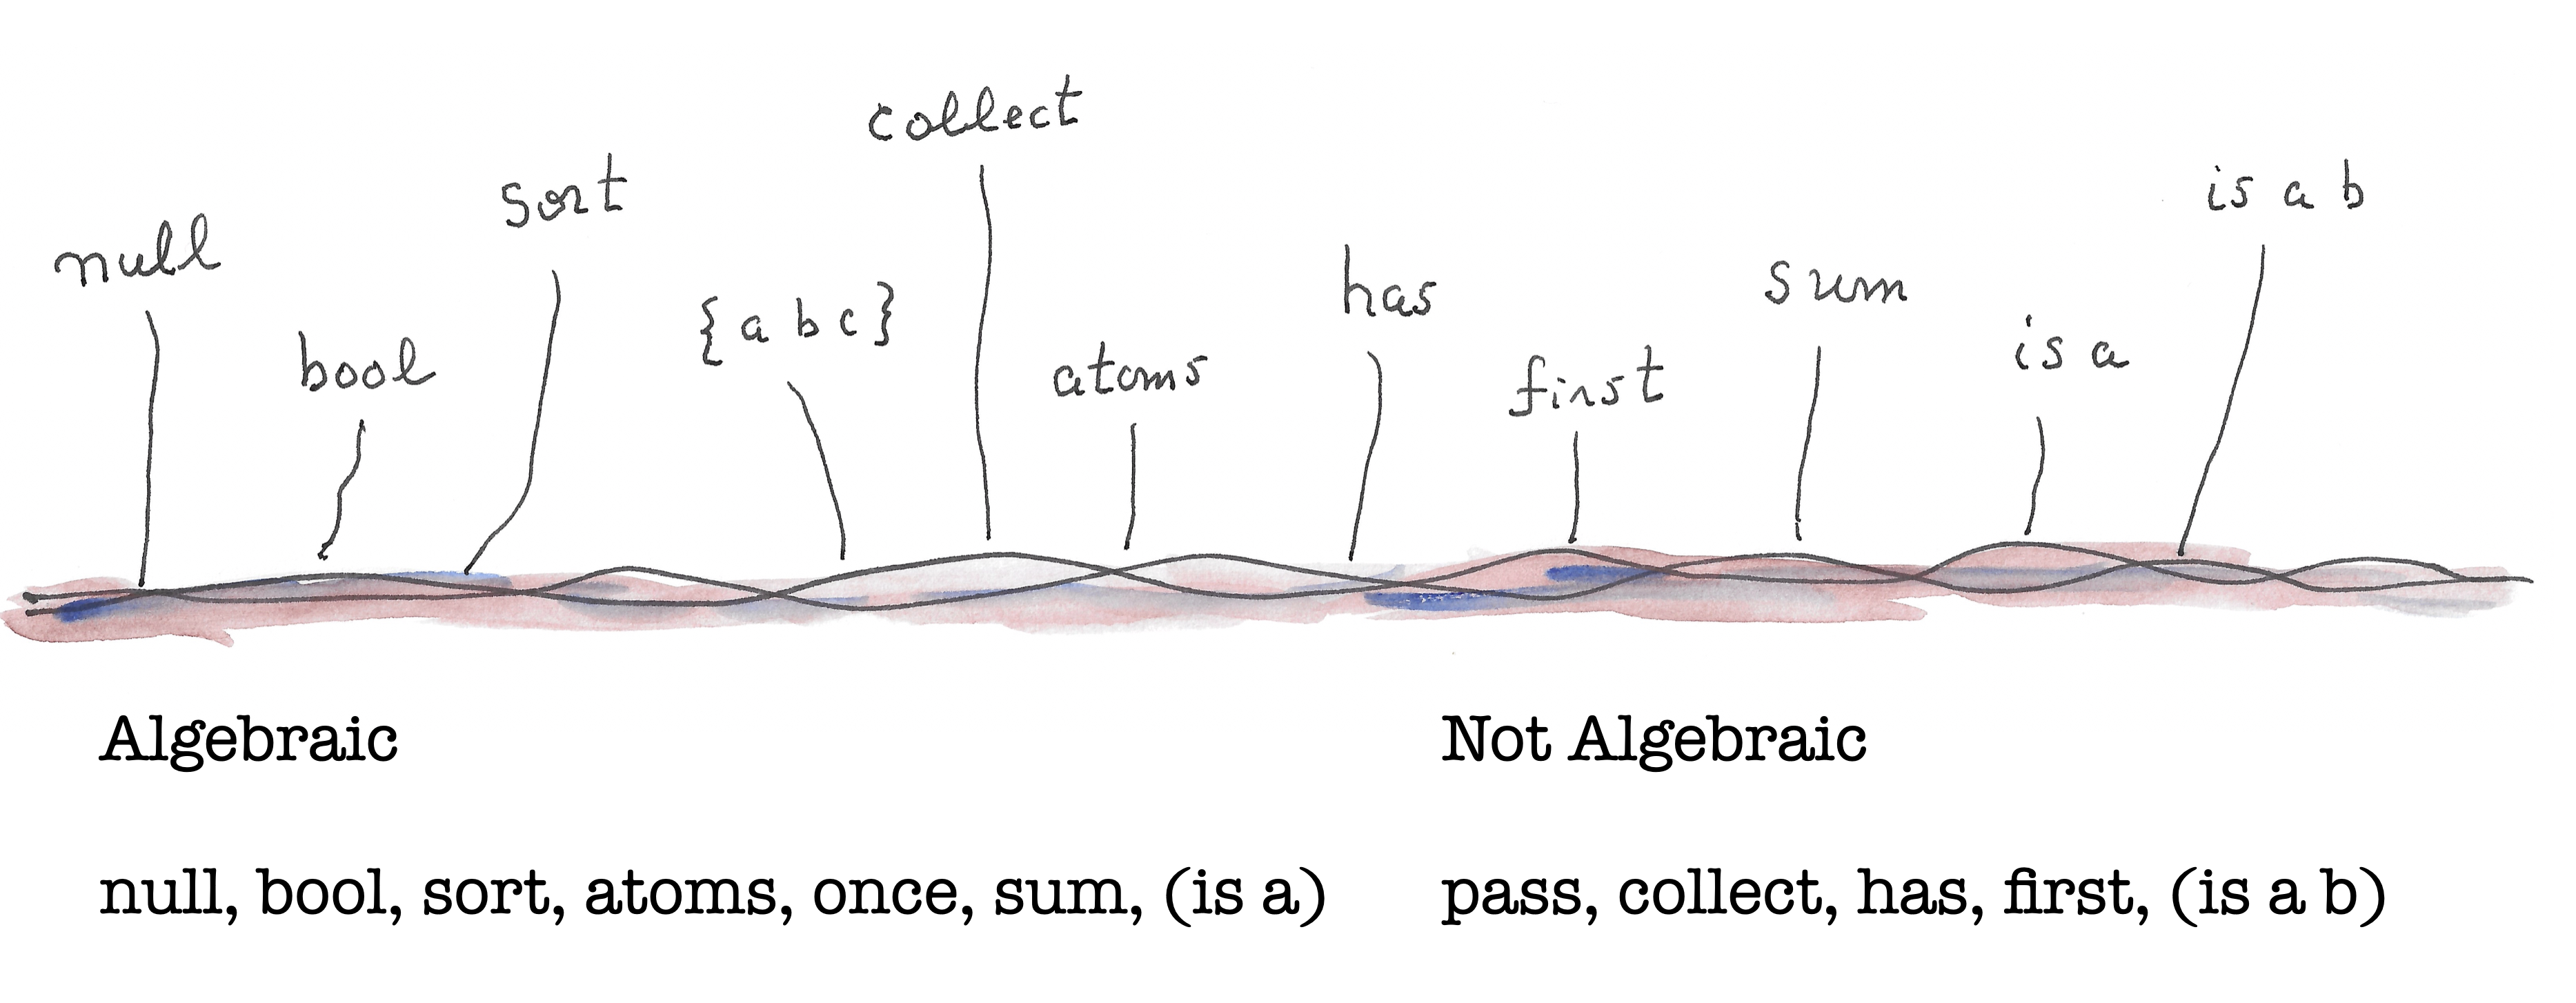 collect
sort
is a b
null
has
sum
{ a b c }
bool
atoms
first
is a
Algebraic
Not Algebraic
null, bool, sort, atoms, once, sum, (is a)
pass, collect, has, first, (is a b)